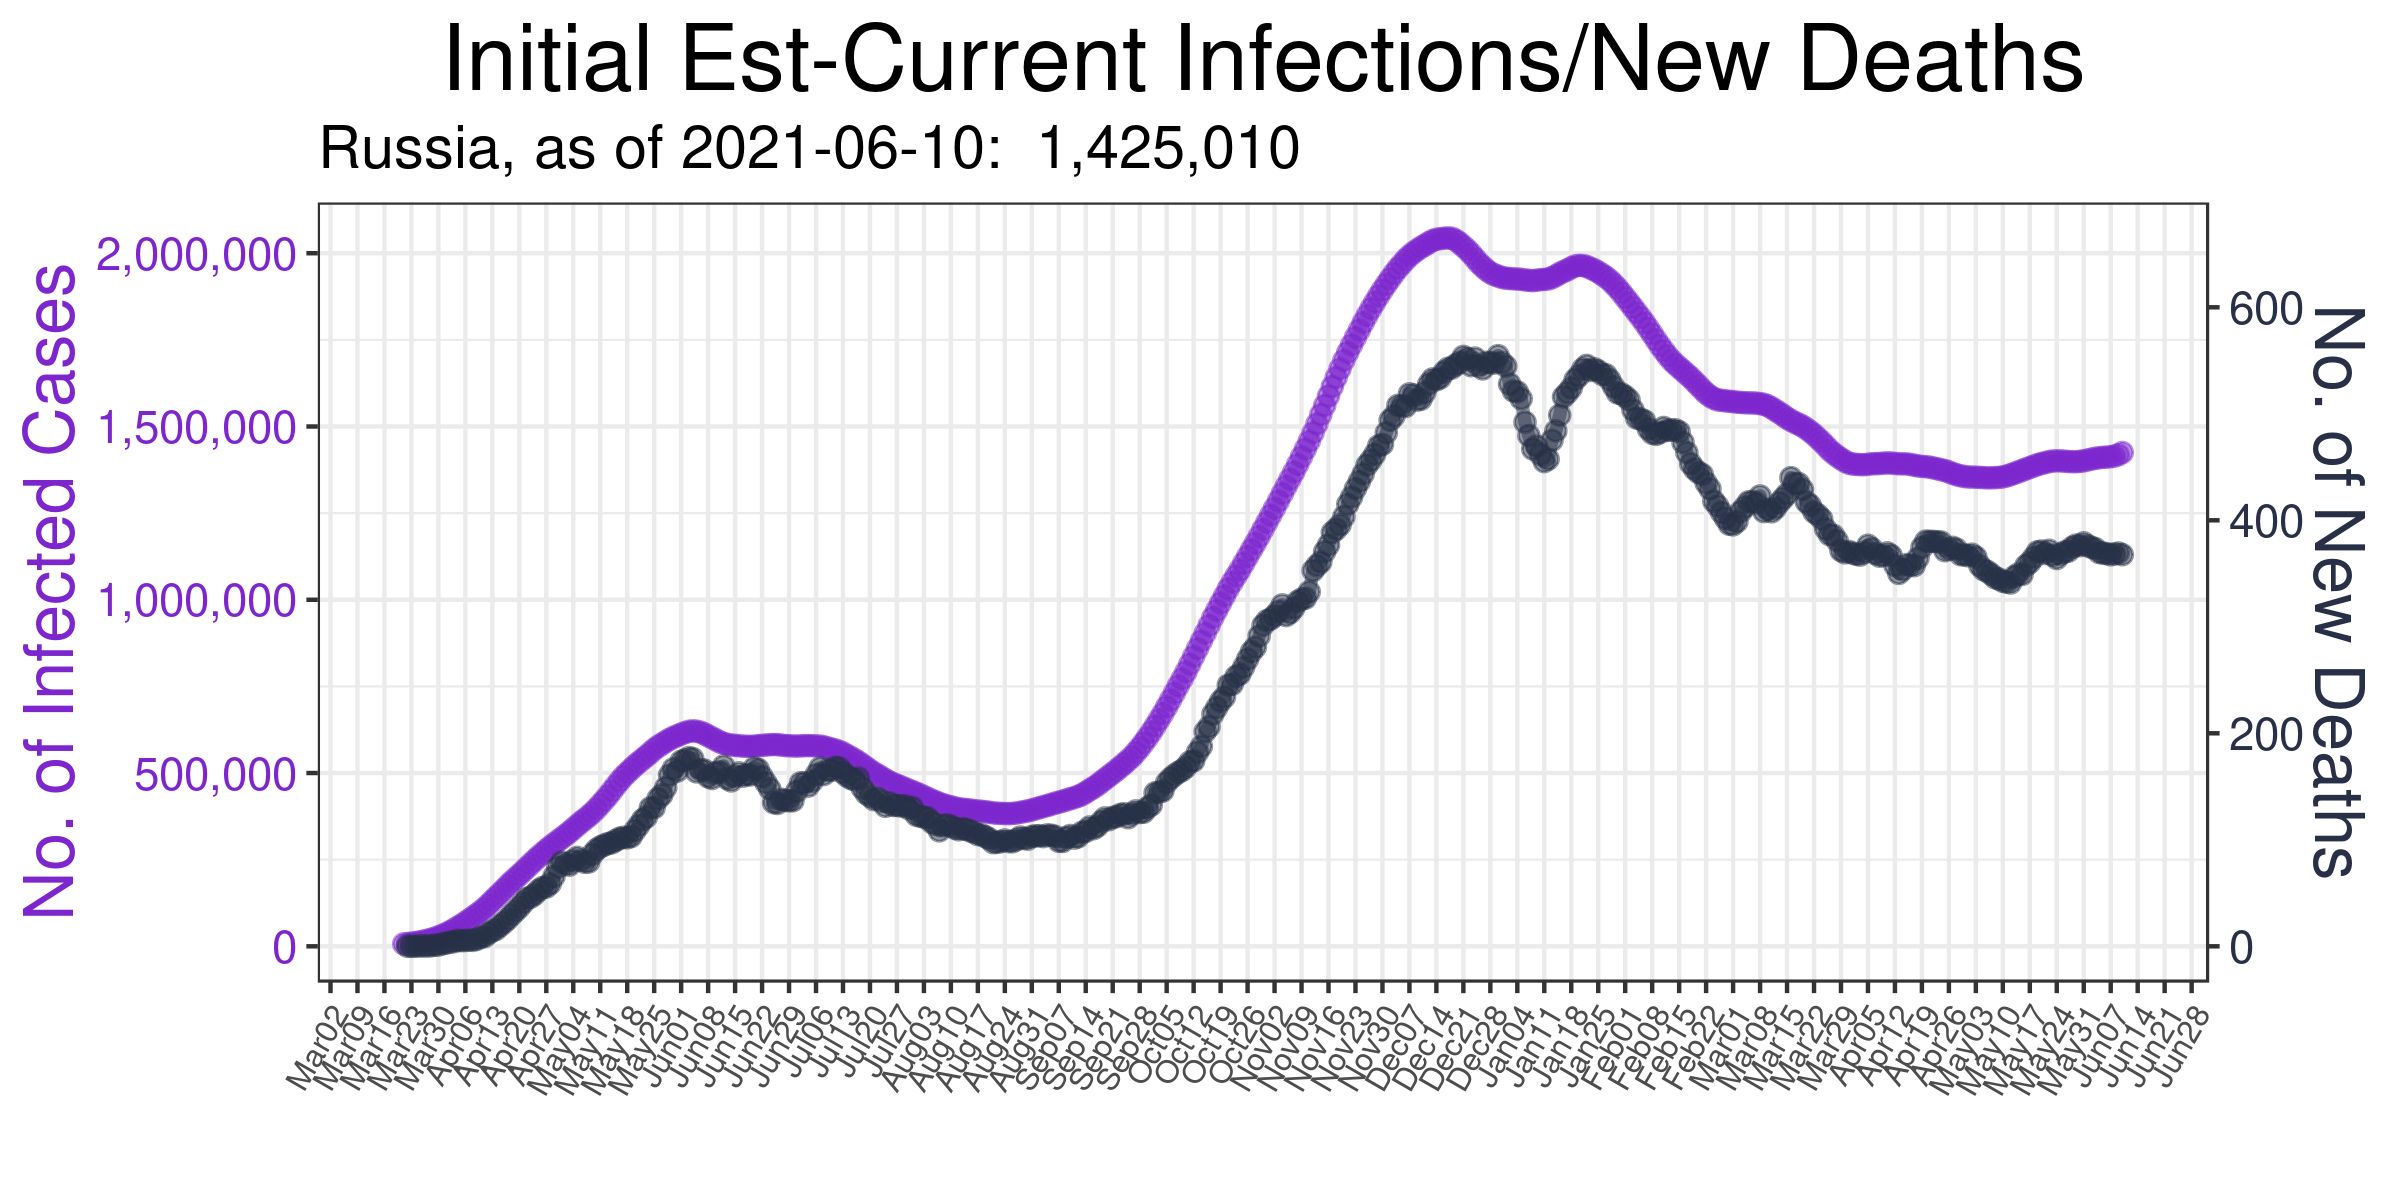 Initial Est-Current Infections/New Deaths
Russia, as of 2021-06-10:  1,425,010
No. of Infected Cases
2,000,000
1,500,000
1,000,000
500,000
0
600
400
200
0
No. of New Deaths
Mar02
Mar09
Mar16
Mar23
Mar30
Apr06
Apr13
Apr20
Apr27
May04
May11
May18
May25
Jun01
Jun08
Jun15
Jun22
Jun29
Jul06
Jul13
Jul20
Jul27
Aug03
Aug10
Aug17
Aug24
Aug31
Sep07
Sep14
Sep21
Sep28
Oct05
Oct12
Oct19
Oct26
Nov02
Nov09
Nov16
Nov23
Nov30
Dec07
Dec14
Dec21
Dec28
Jan04
Jan11
Jan18
Jan25
Feb01
Feb08
Feb15
Feb22
Mar01
Mar08
Mar15
Mar22
Mar29
Apr05
Apr12
Apr19
Apr26
May03
May10
May17
May24
May31
Jun07
Jun14
Jun21
Jun28